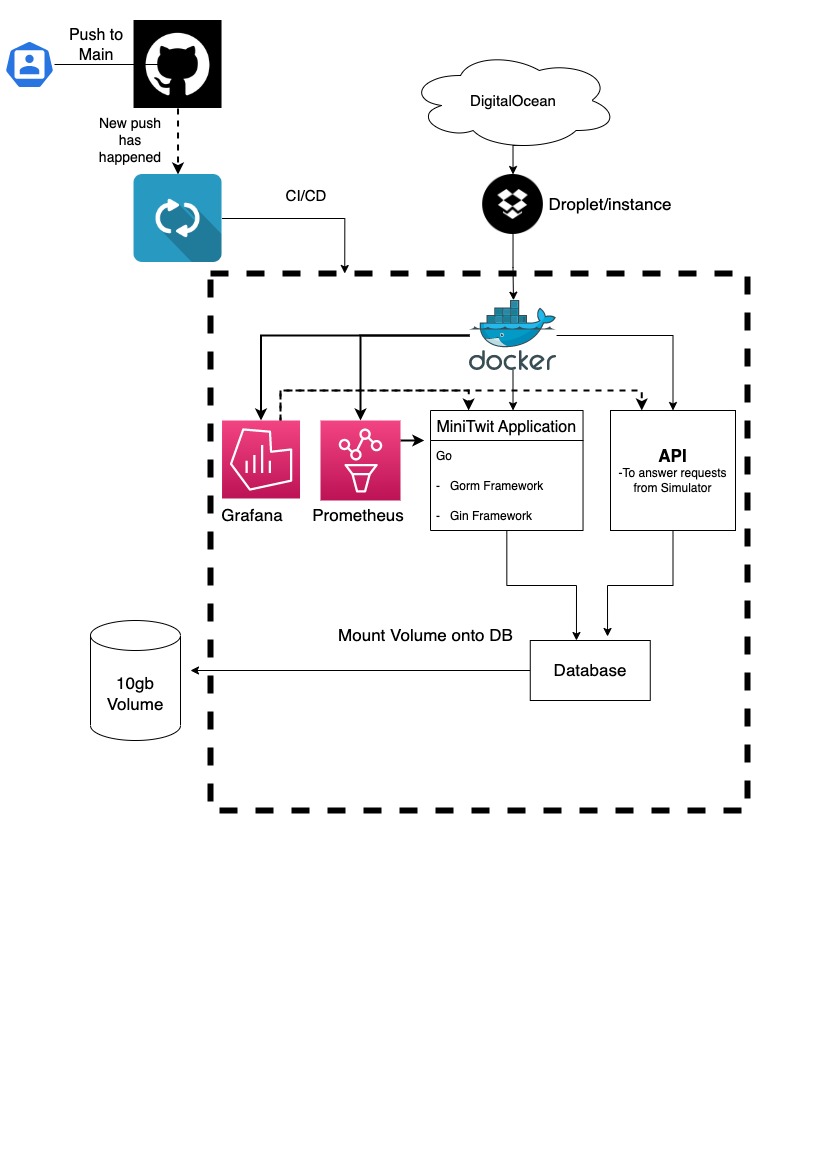 Push to
Main
New push
has
happened
DigitalOcean
CI/CD
Droplet/instance
docker
MiniTwit Application
Go
- Gorm Framework
- Gin Framework
API
-To answer requests
from Simulator
Grafana
Prometheus
Mount Volume onto DB
Database
10gb
Volume